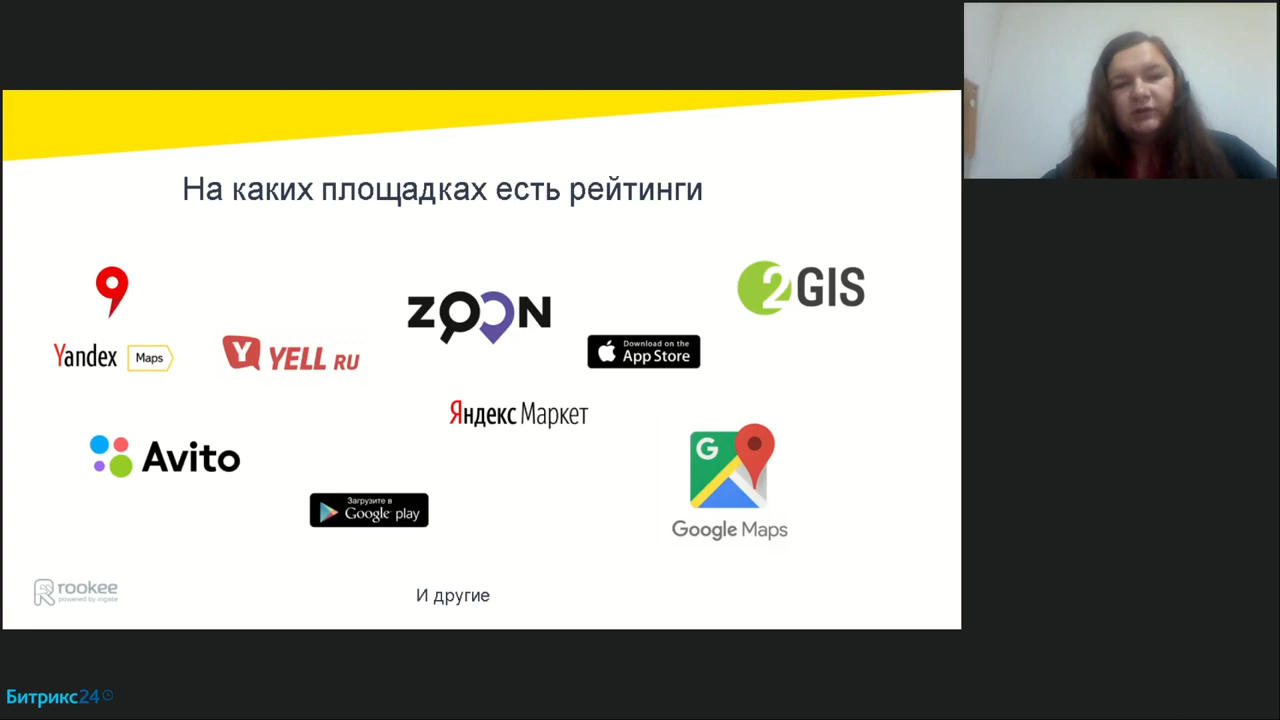 На каких площадках есть рейтинги
2GIS
ZOON
Yandex Maps
YELL RU
Download on the
App Store
Яндекс Маркет
G
Avito
Загрузите в
Google play
Google Maps
rookee
powered by ingate
И другие
Битрикс24